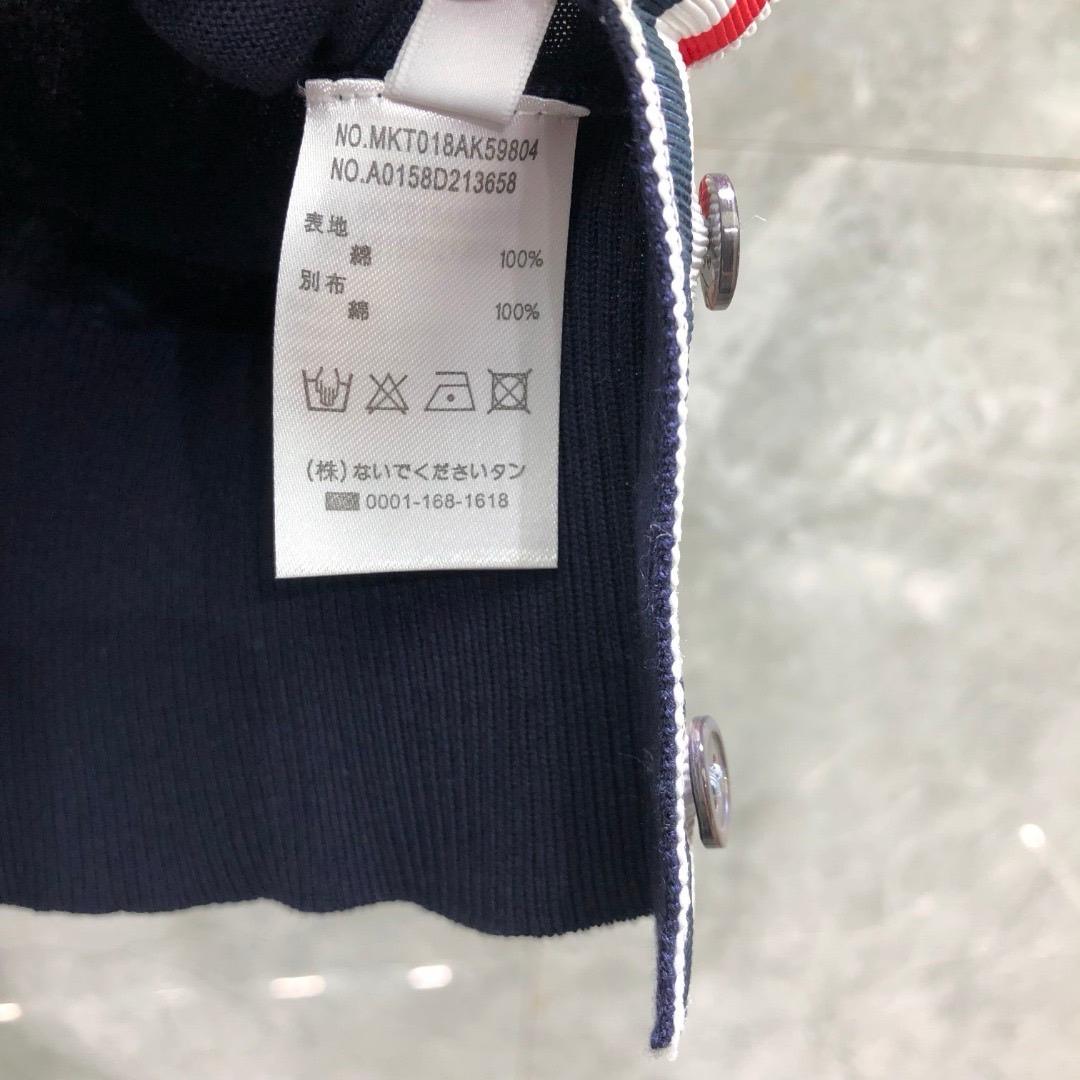 NO.MKT018AK59804
NO.A0158D213658
表地
綿 100%
別布
綿 100%
(株)ないでくださいタン
0001-168-1618